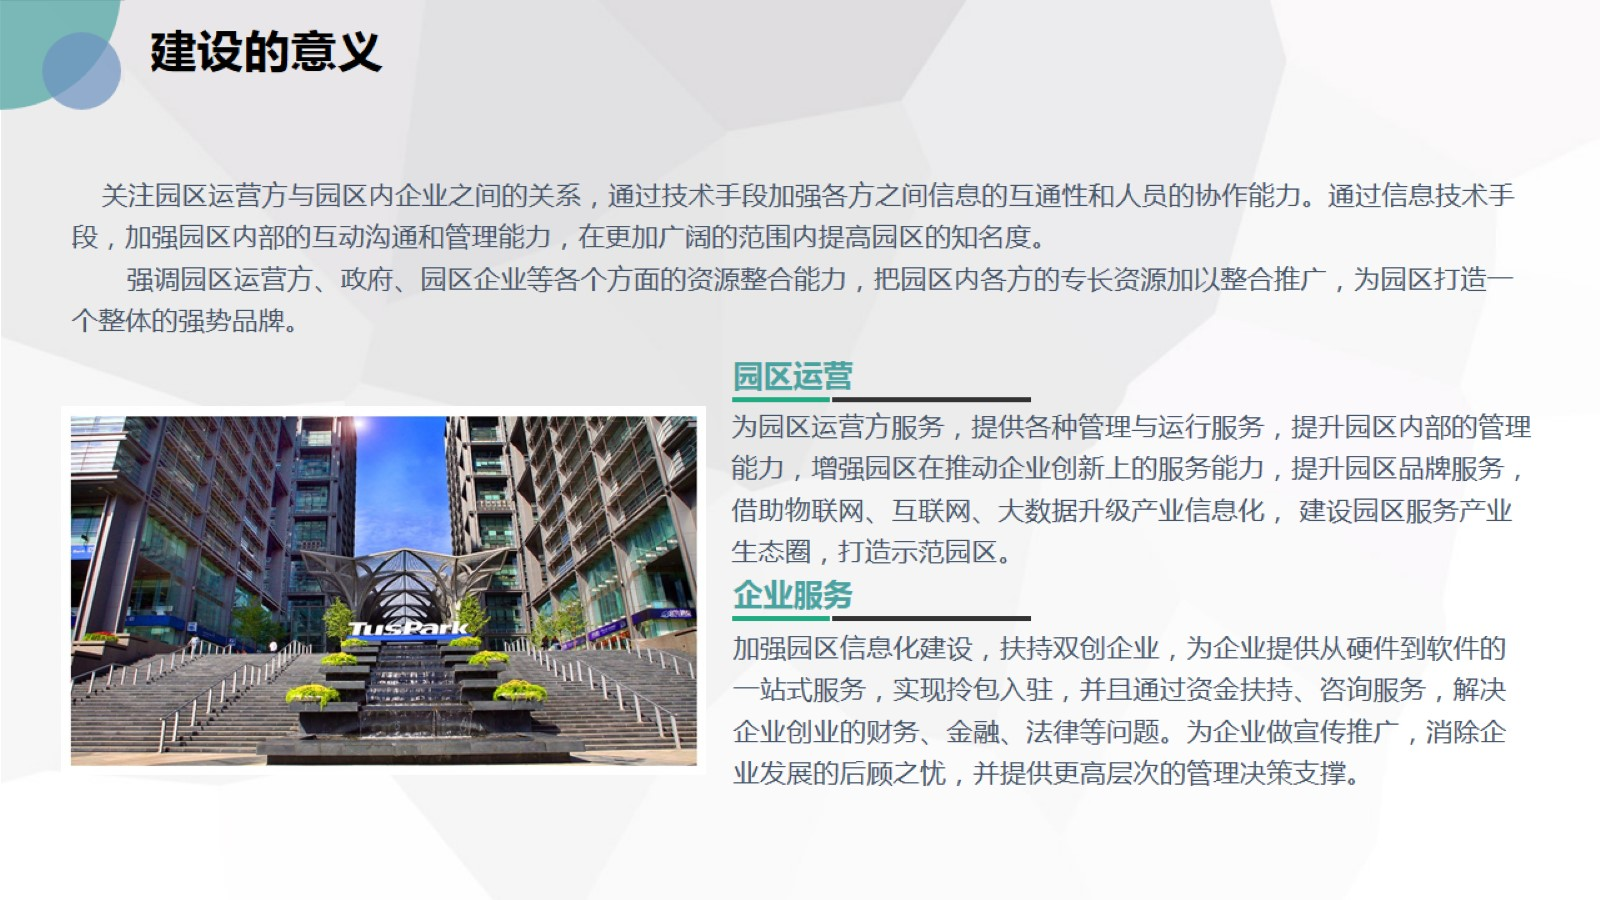 建设的意义
关注园区运营方与园区内企业之间的关系，通过技术手段加强各方之间信息的互通性和人员的协作能力。通过信息技术手
段，加强园区内部的互动沟通和管理能力，在更加广阔的范围内提高园区的知名度。
强调园区运营方、政府、园区企业等各个方面的资源整合能力，把园区内各方的专长资源加以整合推广，为园区打造一
个整体的强势品牌。
园区运营
为园区运营方服务，提供各种管理与运行服务，提升园区内部的管理
能力，增强园区在推动企业创新上的服务能力，提升园区品牌服务，
借助物联网、互联网、大数据升级产业信息化， 建设园区服务产业
生态圈，打造示范园区。
企业服务
加强园区信息化建设，扶持双创企业，为企业提供从硬件到软件的
一站式服务，实现拎包入驻，并且通过资金扶持、咨询服务，解决
企业创业的财务、金融、法律等问题。为企业做宣传推广，消除企
业发展的后顾之忧，并提供更高层次的管理决策支撑。
TusPark